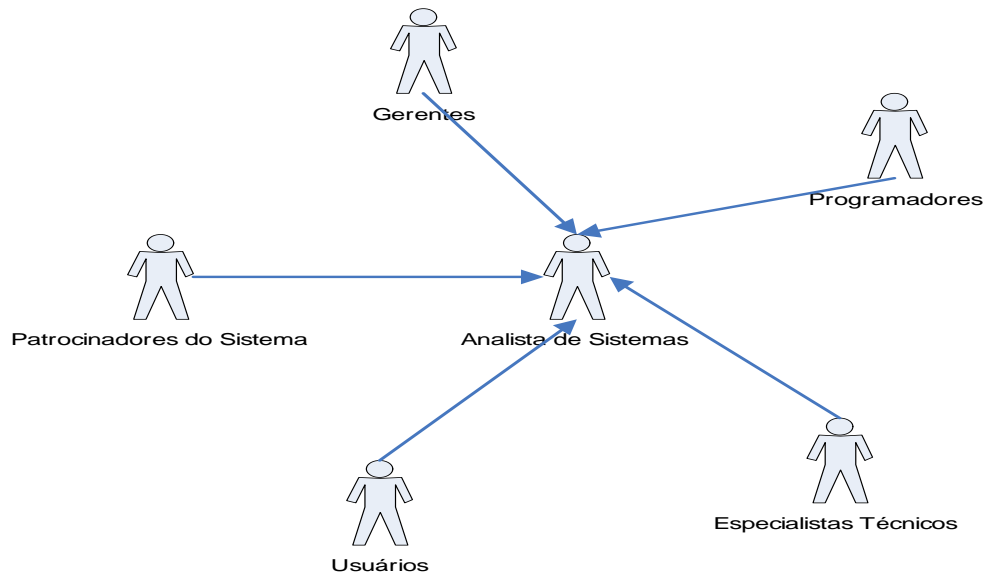 Gerentes
Programadores
Patrocinadores do Sistema
Analista de Sistemas
Especialistas Técnicos
Usuários